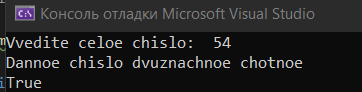 Консоль отладки Microsoft Visual Studio
Vvedite celoe chislo:  54
Dannoe chislo dvuznachnoe chotnoe
True